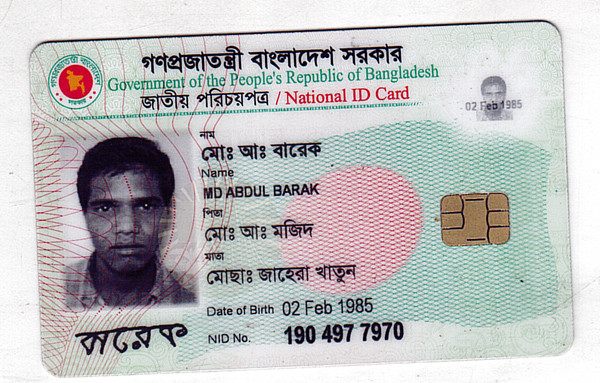 গণপ্রজাতন্ত্রী বাংলাদেশ সরকার
Government of the People's Republic of Bangladesh
জাতীয় পরিচয়পত্র / National ID Card
02 Feb 1985
নাম
মোঃ আঃ বারেক
Name
MD ABDUL BARAK
পিতা
মোঃ আঃ মজিদ
মাতা
মোছাঃ জাহেরা খাতুন
Date of Birth 02 Feb 1985
বারেক
NID No. 190 497 7970